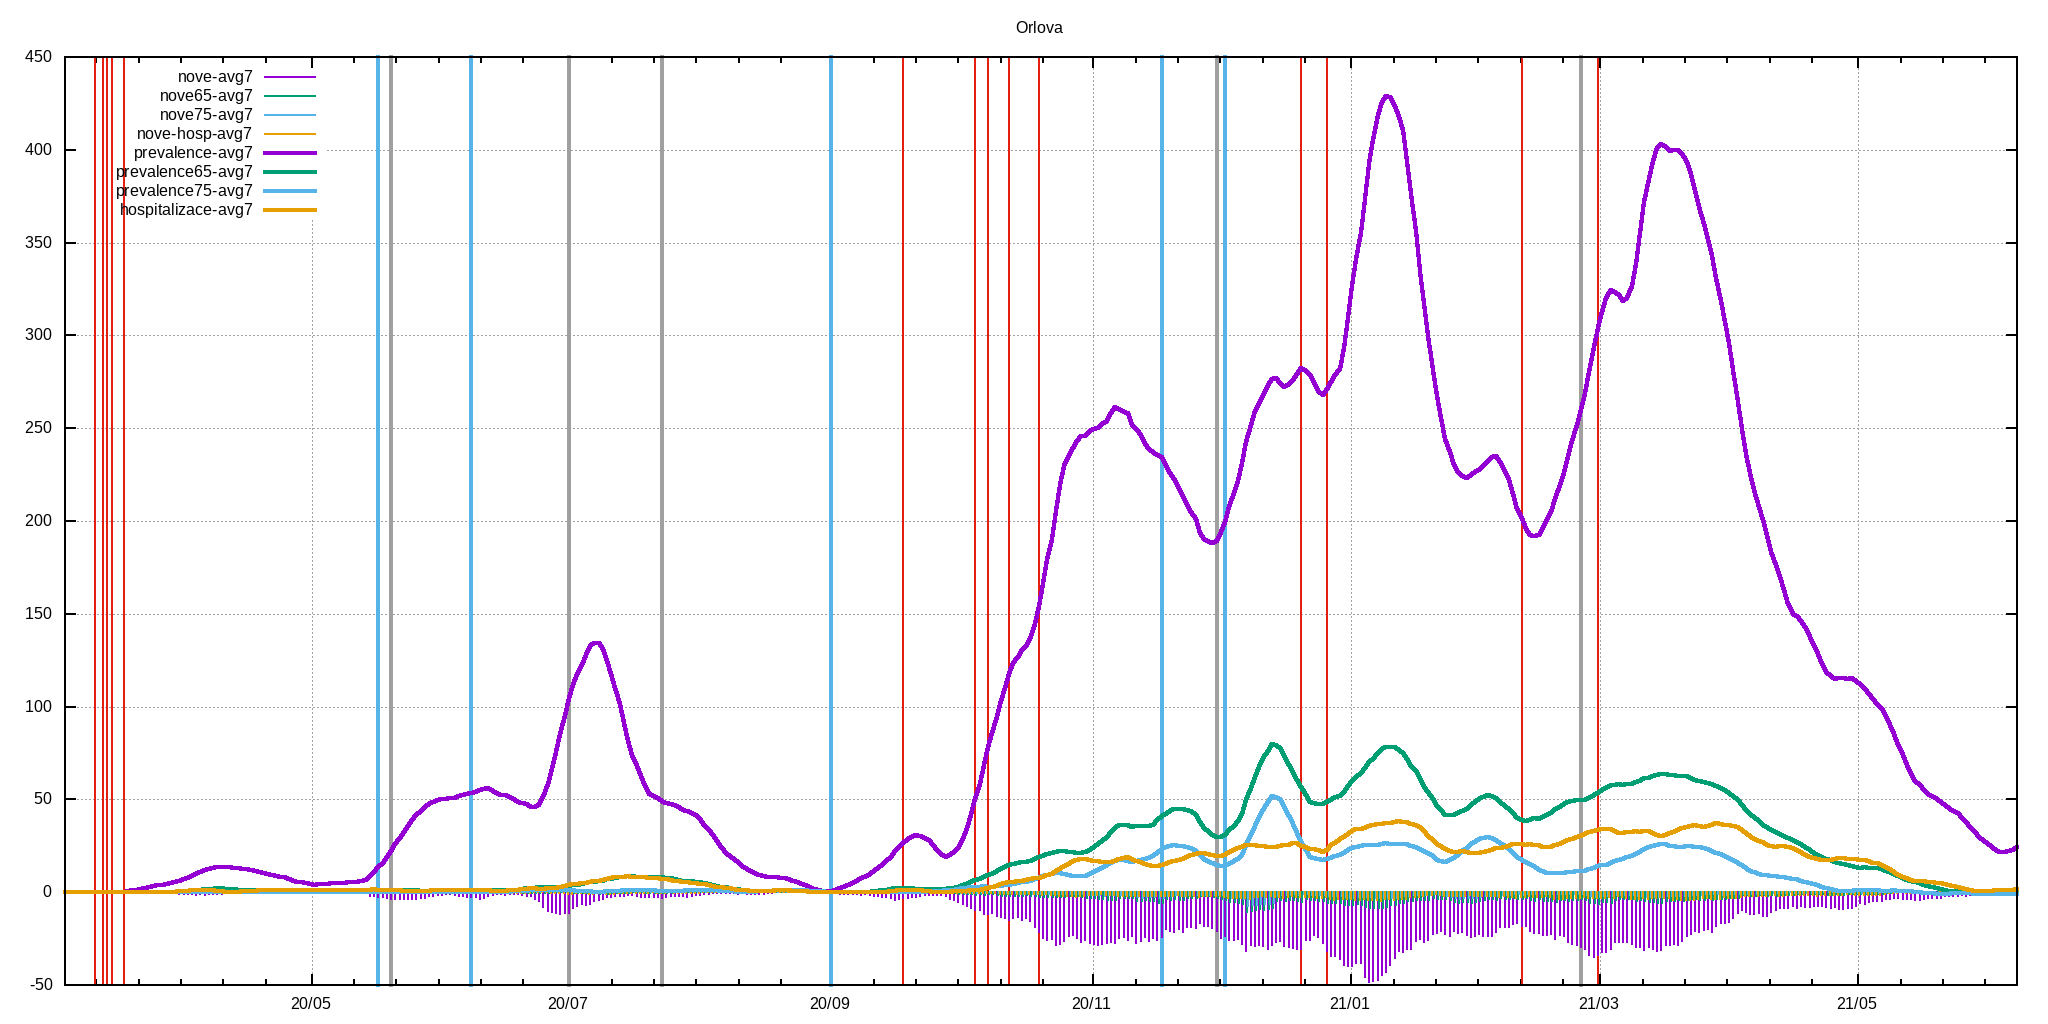 Orlova
450
400
350
300
250
200
150
100
50
0
-50
nove-avg7
nove65-avg7
nove75-avg7
nove-hosp-avg7
prevalence-avg7
prevalence65-avg7
prevalence75-avg7
hospitalizace-avg7
20/05 20/07 20/09 20/11 21/01 21/03 21/05